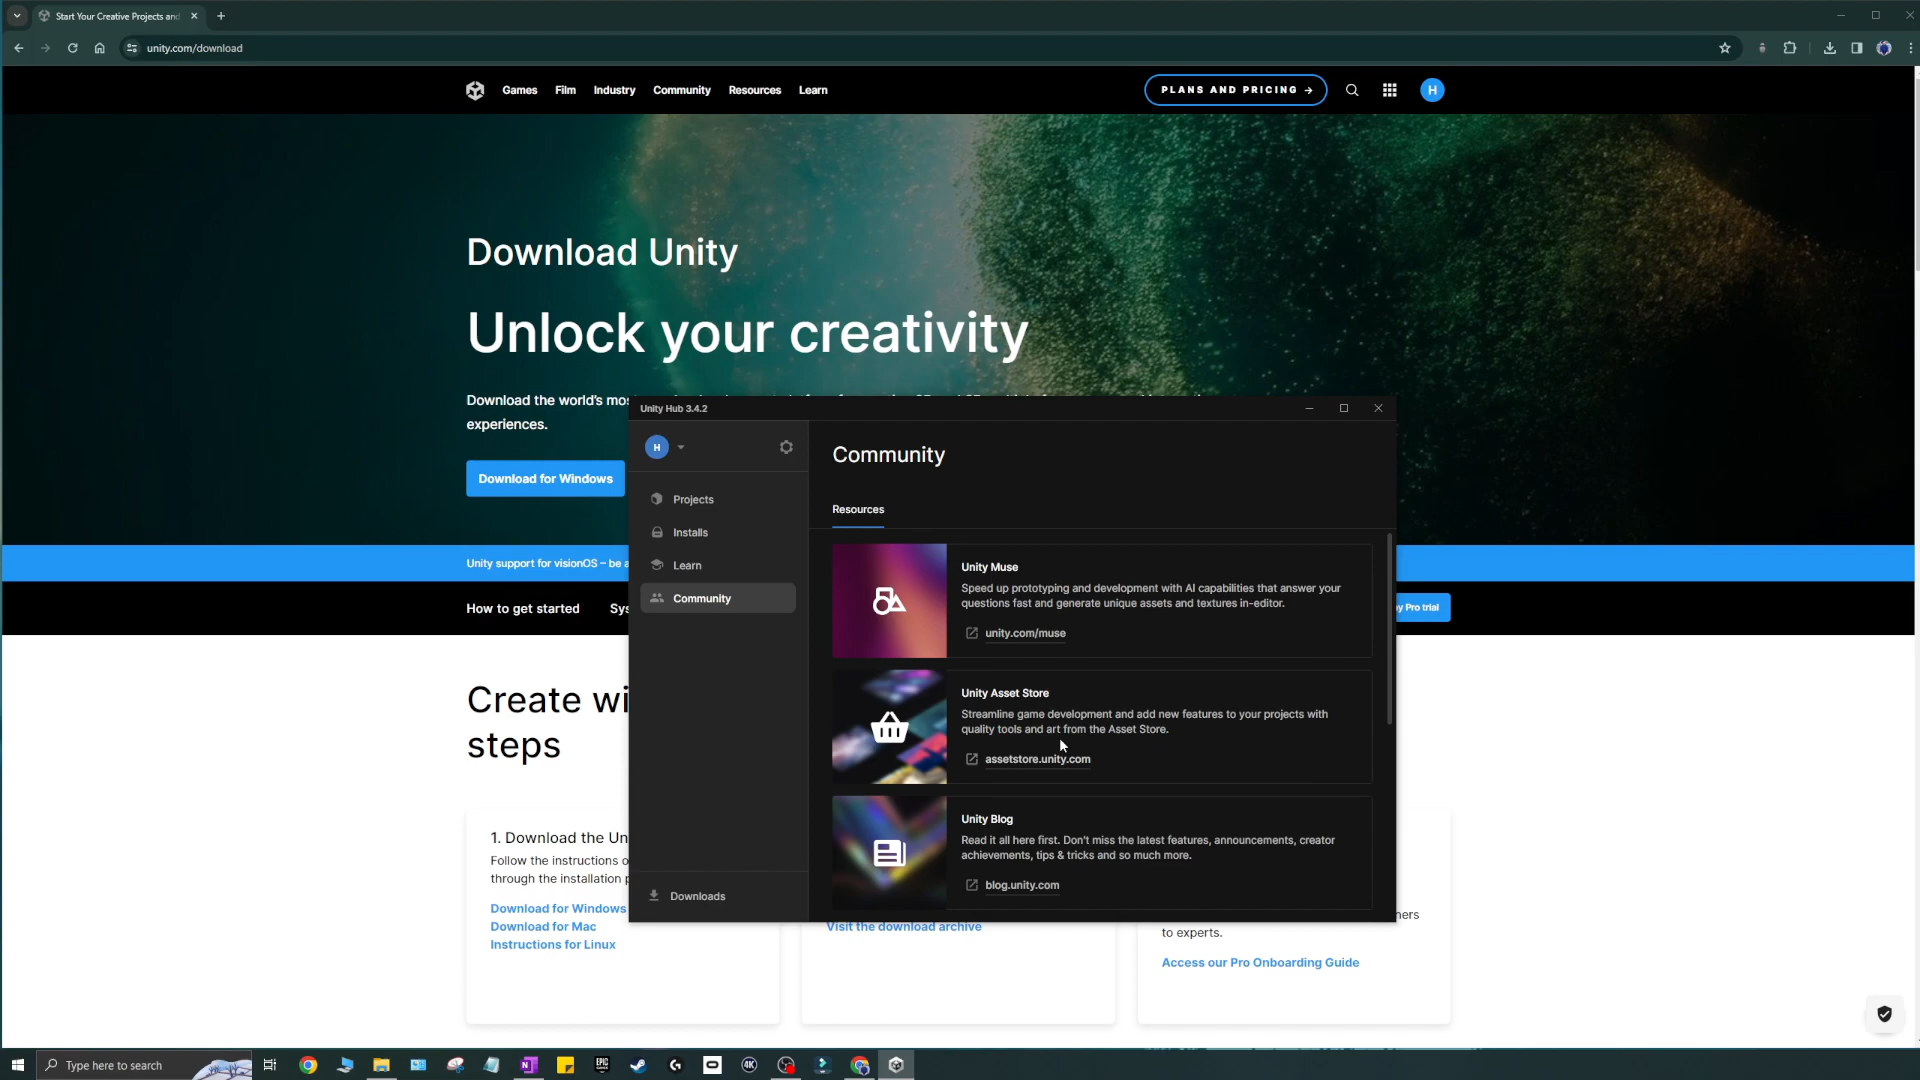 Start Your Creative Projects and
unity.com/download
Games Film Industry Community Resources Learn
PLANS AND PRICING →
H
Download Unity
Unlock your creativity
Download the world's mos
experiences.
Download for Windows
Unity support for visionOS – be a
How to get started
Sys
y Pro trial
Create wi
steps
1. Download the Un
Follow the instructions o
through the installation p
Download for Windows
Download for Mac
Instructions for Linux
Visit the download archive
ners
to experts.
Access our Pro Onboarding Guide
Unity Hub 3.4.2
H
Projects
Installs
Learn
Community
Downloads
Community
Resources
Unity Muse
Speed up prototyping and development with AI capabilities that answer your
questions fast and generate unique assets and textures in-editor.
unity.com/muse
Unity Asset Store
Streamline game development and add new features to your projects with
quality tools and art from the Asset Store.
assetstore.unity.com
Unity Blog
Read it all here first. Don't miss the latest features, announcements, creator
achievements, tips & tricks and so much more.
blog.unity.com
Type here to search
N
EPIC
GAMES
4K